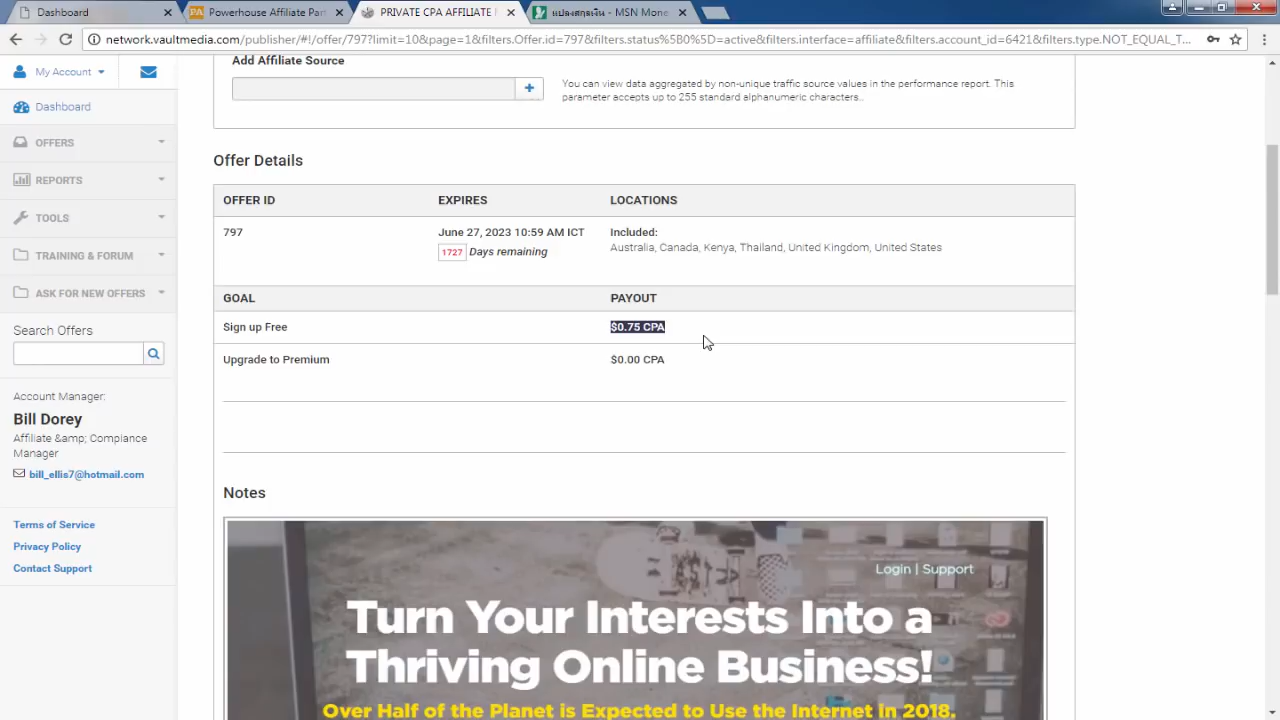 Dashboard
Powerhouse Affiliate Par
PRIVATE CPA AFFILIATE
แปลงสกุลเงิน - MSN Mone
network.vaultmedia.com/publisher/#!/offer/797?limit=10&page=1&filters.Offer.id=797&filters.status%5B0%5D=active&filters.interface=affiliate&filters.account_id=6421&filters.type.NOT_EQUAL_T...
My Account
Dashboard
OFFERS
REPORTS
TOOLS
TRAINING & FORUM
ASK FOR NEW OFFERS
Search Offers
Account Manager:
Bill Dorey
Affiliate &amp; Compiance
Manager
bill_ellis7@hotmail.com
Terms of Service
Privacy Policy
Contact Support
Add Affiliate Source
+
You can view data aggregated by non-unique traffic source values in the performance report. This
parameter accepts up to 255 standard alphanumeric characters..
Offer Details
OFFER ID EXPIRES LOCATIONS
797 June 27, 2023 10:59 AM ICT Included:
1727 Days remaining Australia, Canada, Kenya, Thailand, United Kingdom, United States
GOAL PAYOUT
Sign up Free $0.75 CPA
Upgrade to Premium $0.00 CPA
Notes
Login | Support
Turn Your Interests Into a
Thriving Online Business!
Over Half of the Planet is Expected to Use the Internet In 2018.